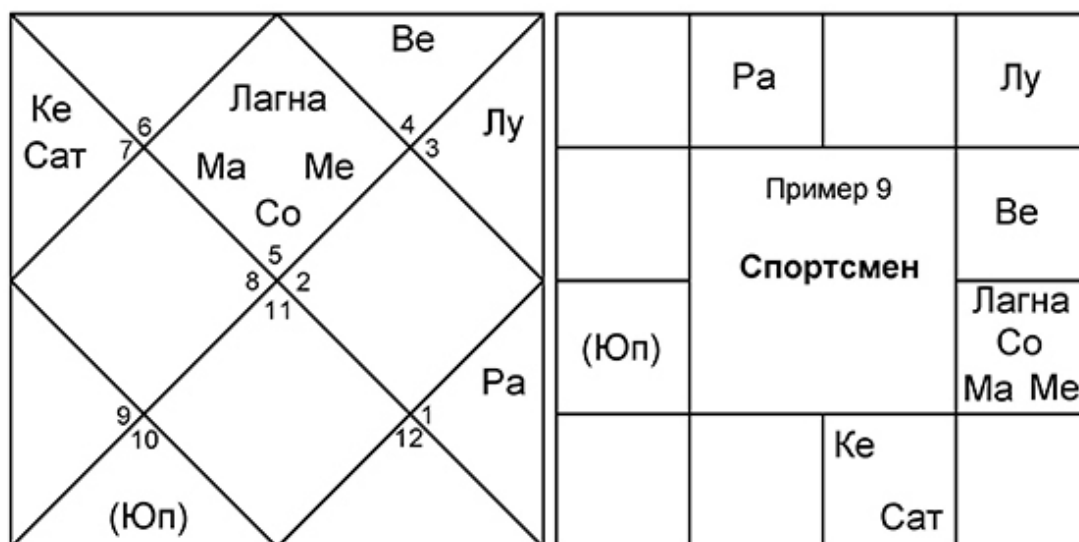 Ве
Лагна
Ке
Сат
Лу
Ма Ме
Со
6
7
4
3
5
8 2
11
9
10
1
12
Ра
(Юп)
Ра
Лу
Пример 9
Спортсмен
Ве
(Юп)
Лагна
Со
Ма Ме
Ке
Сат